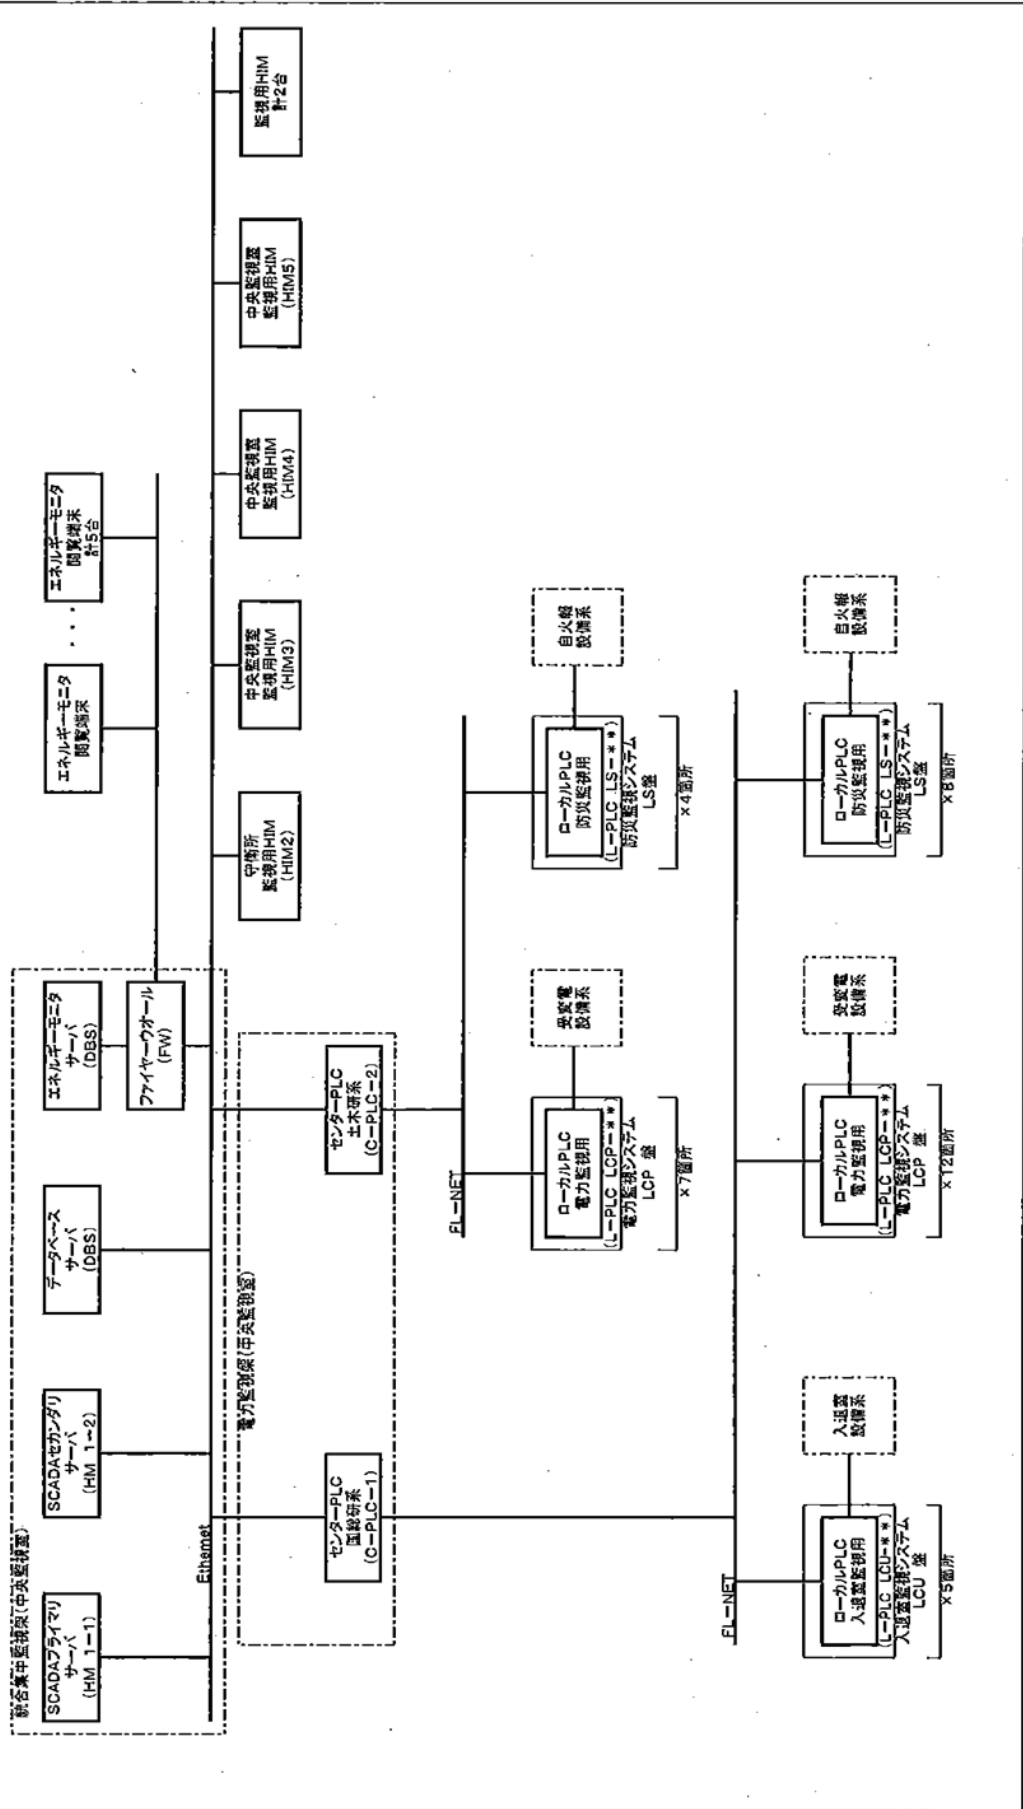 統合集中監視架(中央監視室)
SCADAプライマリ
サーバ
(HM 1-1)
SCADAセカンダリ
サーバ
(HM 1-2)
データベース
サーバ
(DBS)
エネルギーモニタ
サーバ
(DBS)
ファイヤーウオール
(FW)
エネルギーモニタ
閲覧端末
・・・
エネルギーモニタ
閲覧端末
計5台
Ethernet
守衛所
監視用HIM
(HIM2)
中央監視室
監視用HIM
(HIM3)
中央監視室
監視用HIM
(HIM4)
中央監視室
監視用HIM
(HIM5)
監視用HIM
計2台
電力監視架(中央監視室)
センターPLC
国総研系
(C-PLC-1)
センターPLC
土木研系
(C-PLC-2)
FL-NET
ローカルPLC
電力監視用
(L-PLC LCP-**)
電力監視システム
LCP 盤
×7箇所
受変電
設備系
ローカルPLC
防災監視用
(L-PLC LS-**)
防災監視システム
LS盤
×4箇所
自火報
設備系
FL-NET
ローカルPLC
入退室監視用
(L-PLC LCU-**)
入退室監視システム
LCU 盤
×5箇所
入退室
設備系
ローカルPLC
電力監視用
(L-PLC LCP-**)
電力監視システム
LCP 盤
×12箇所
受変電
設備系
ローカルPLC
防災監視用
(L-PLC LS-**)
防災監視システム
LS盤
×8箇所
自火報
設備系